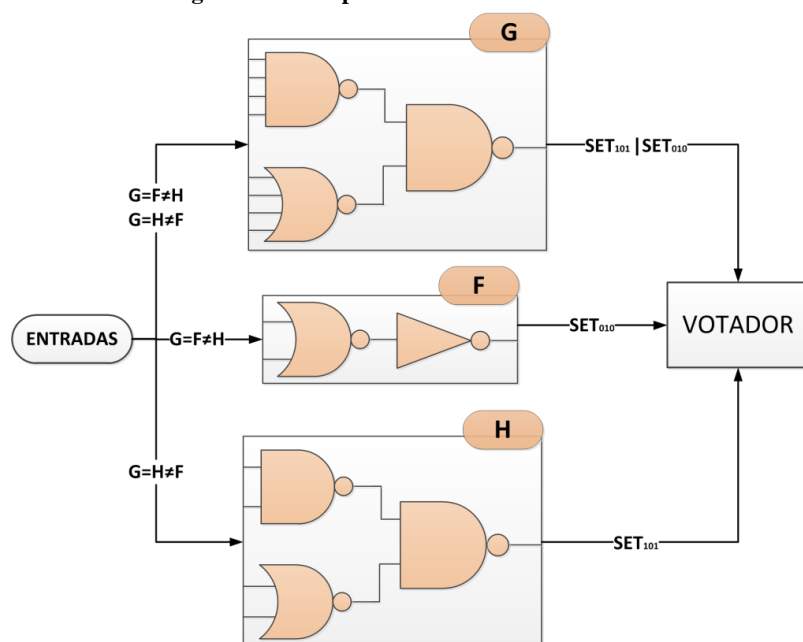 G
SET₁₀₁ | SET₀₁₀
G=F≠H
G=H≠F
F
ENTRADAS
G=F≠H
SET₀₁₀
VOTADOR
H
G=H≠F
SET₁₀₁